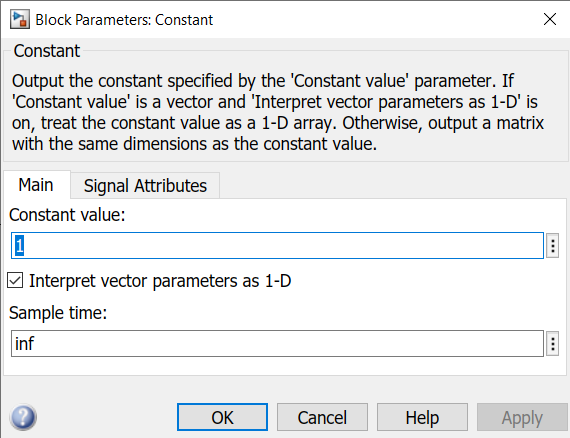 Block Parameters: Constant
Constant
Output the constant specified by the 'Constant value' parameter. If
'Constant value' is a vector and 'Interpret vector parameters as 1-D' is
on, treat the constant value as a 1-D array. Otherwise, output a matrix
with the same dimensions as the constant value.
Main Signal Attributes
Constant value:
1
Interpret vector parameters as 1-D
Sample time:
inf
? OK Cancel Help Apply